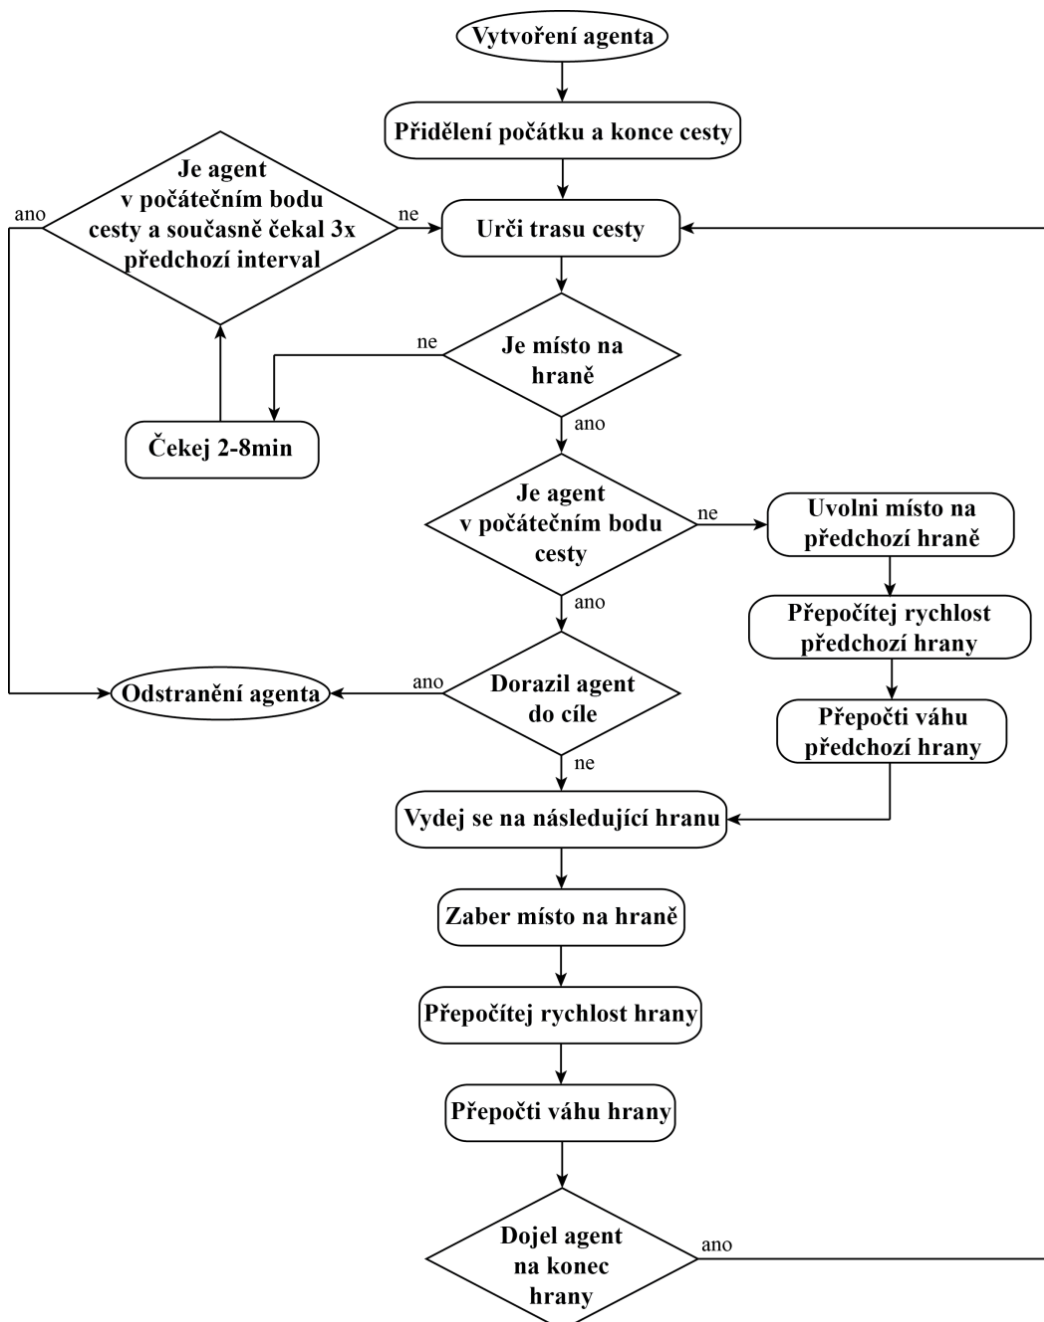 Vytvoření agenta
Přidělení počátku a konce cesty
Je agent
v počátečním bodu
cesty a současně čekal 3x
předchozí interval
ano
ne
Urči trasu cesty
Je místo na
hraně
ne
ano
Čekej 2-8min
Je agent
v počátečním bodu
cesty
ne
ano
Uvolni místo na
předchozí hraně
Přepočítej rychlost
předchozí hrany
Přepočti váhu
předchozí hrany
Dorazil agent
do cíle
ano
ne
Odstranění agenta
Vydej se na následující hranu
Zaber místo na hraně
Přepočítej rychlost hrany
Přepočti váhu hrany
Dojel agent
na konec
hrany
ano